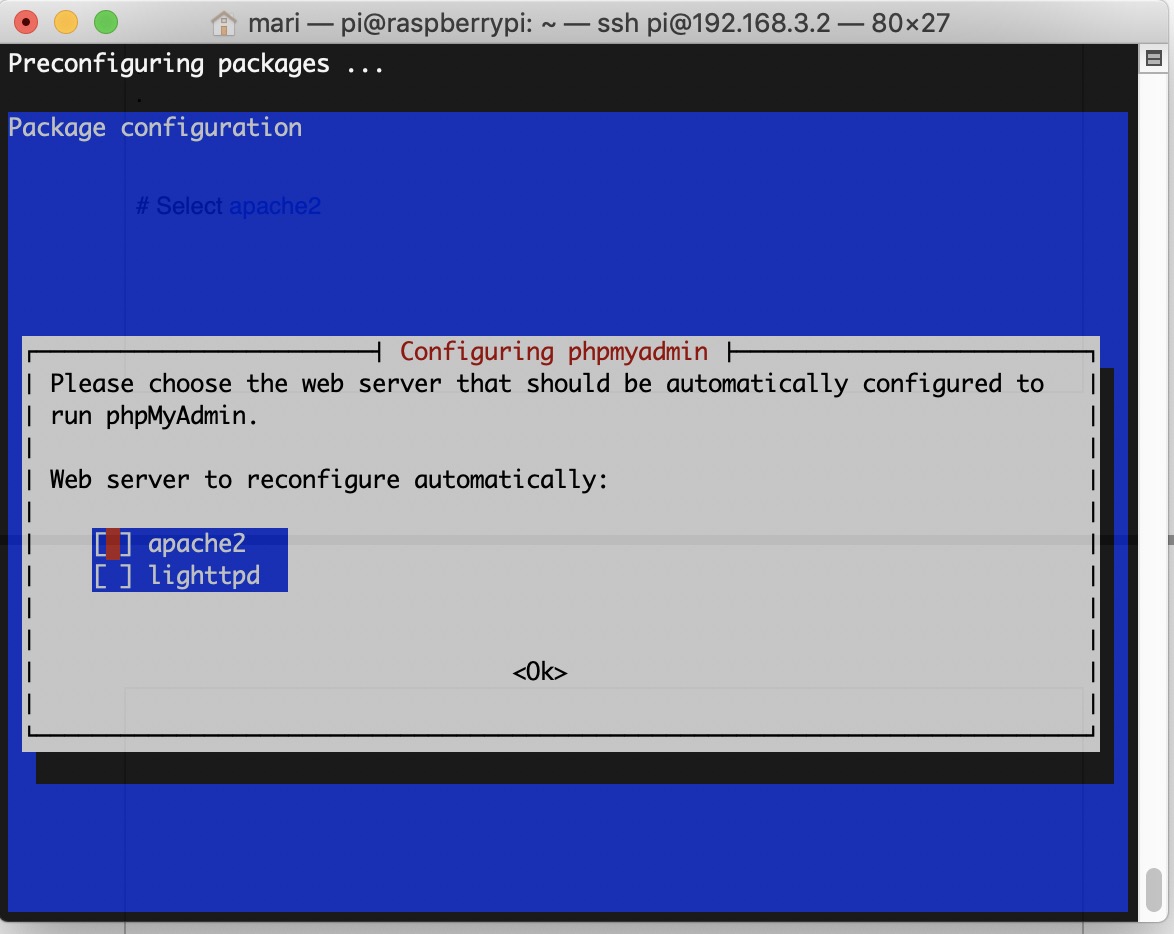 mari — pi@raspberrypi: ~ — ssh pi@192.168.3.2 — 80×27
Preconfiguring packages ...
Package configuration
# Select apache2
Configuring phpmyadmin
Please choose the web server that should be automatically configured to
run phpMyAdmin.
Web server to reconfigure automatically:
[ ] apache2
[ ] lighttpd
<Ok>